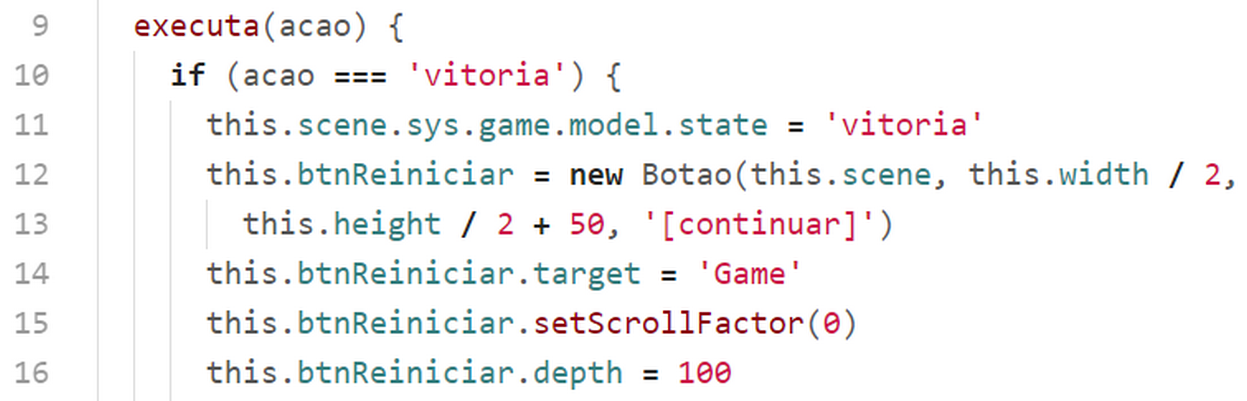 9 executa(acao) {
10 if (acao === 'vitoria') {
11 this.scene.sys.game.model.state = 'vitoria'
12 this.btnReiniciar = new Botao(this.scene, this.width / 2,
13 this.height / 2 + 50, '[continuar]')
14 this.btnReiniciar.target = 'Game'
15 this.btnReiniciar.setScrollFactor(0)
16 this.btnReiniciar.depth = 100